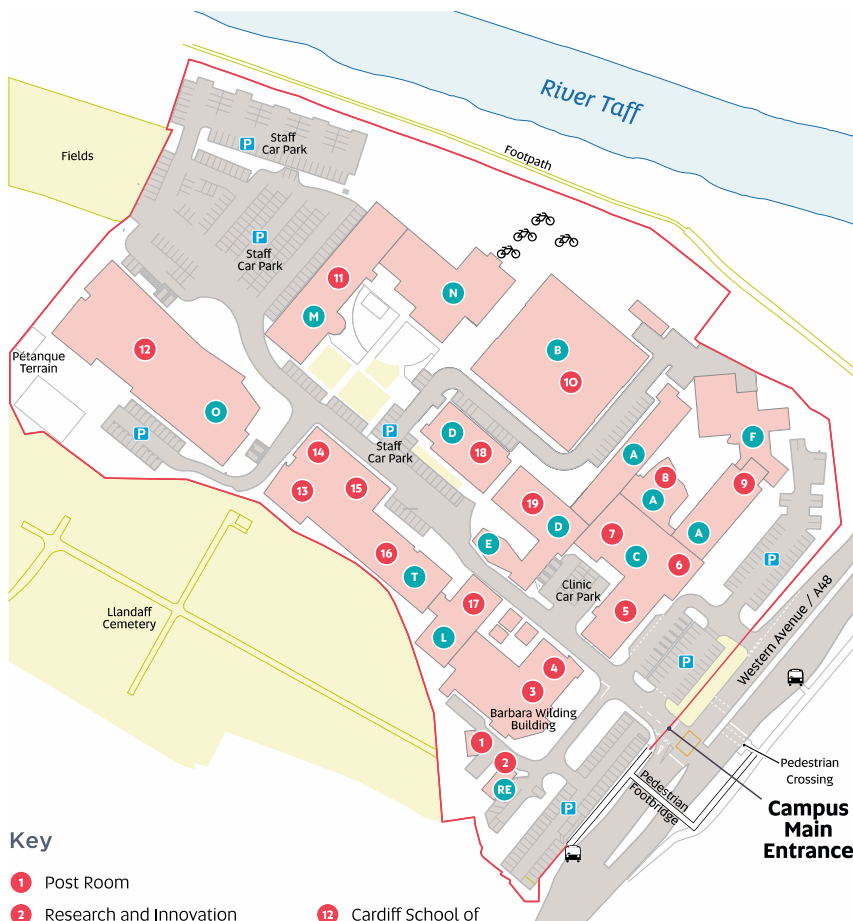 River Taff
Footpath
Fields
P
Staff
Car Park
P
Staff
Car Park
11
M
N
B
10
12
O
Pétanque
Terrain
P
P
Staff
Car Park
D
18
14
13
15
16
T
19
D
E
A
8
A
F
9
A
7
C
6
5
P
Clinic
Car Park
Llandaff
Cemetery
17
L
4
3
Barbara Wilding
Building
P
Western Avenue / A48
1
2
RE
P
Pedestrian
Footbridge
Pedestrian
Crossing
Campus
Main
Entrance
Key
1 Post Room
2 Research and Innovation
12 Cardiff School of